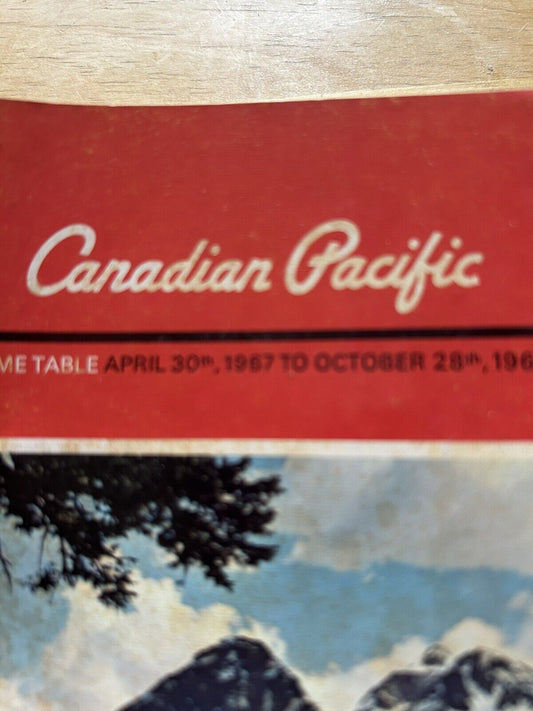 Canadian Pacific
ME TABLE APRIL 30th, 1967 TO OCTOBER 28th, 196